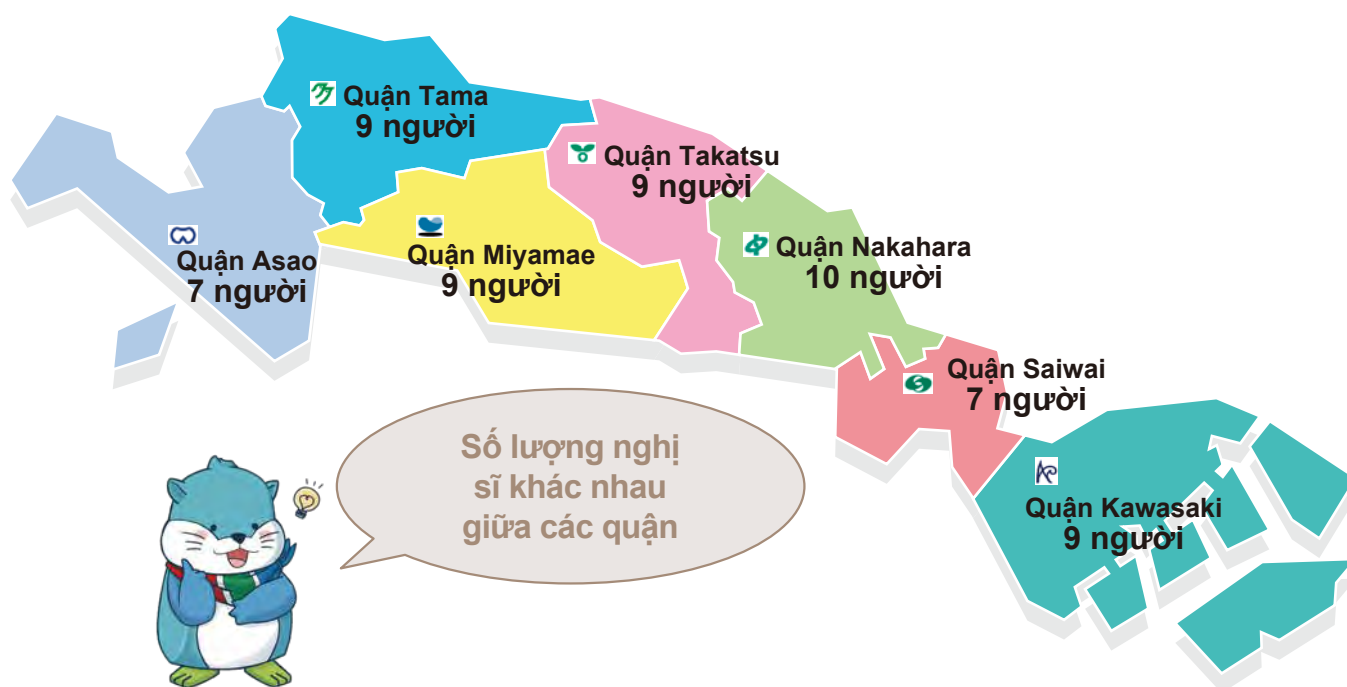 Quận Tama
9 người
Quận Takatsu
9 người
Quận Asao
7 người
Quận Miyamae
9 người
Quận Nakahara
10 người
Quận Saiwai
7 người
Quận Kawasaki
9 người
Số lượng nghị
sĩ khác nhau
giữa các quận